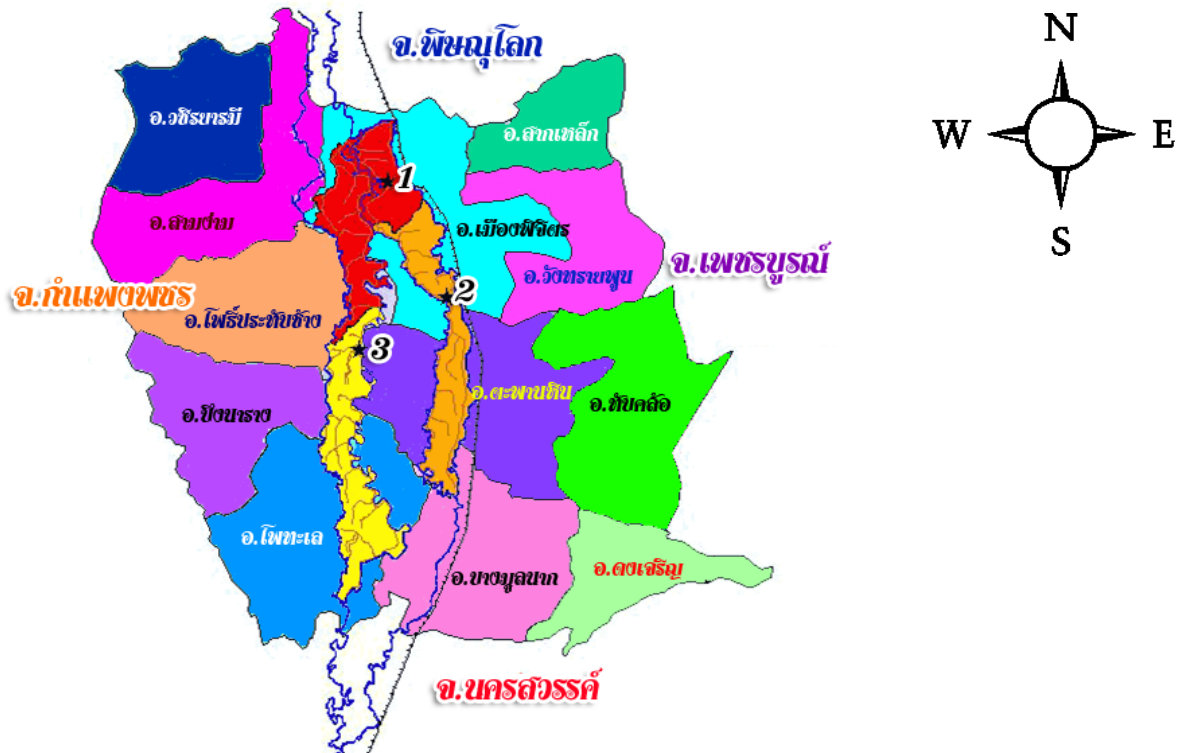 จ.พิษณุโลก
N
อ.วชิรบารมี
อ.สากเหล็ก
W
E
1
อ.สามง่าม
อ.เมืองพิจิตร
S
จ.เพชรบูรณ์
อ.วังทรายพูน
จ.กำแพงพชร
2
อ.โพธิ์ประทับช้าง
3
อ.ตะพานหิน
อ.บึงนาราง
อ.ทับคล้อ
อ.โพทะเล
อ.บางมูลนาก
อ.ดงเจริญ
จ.นครสวรรค์